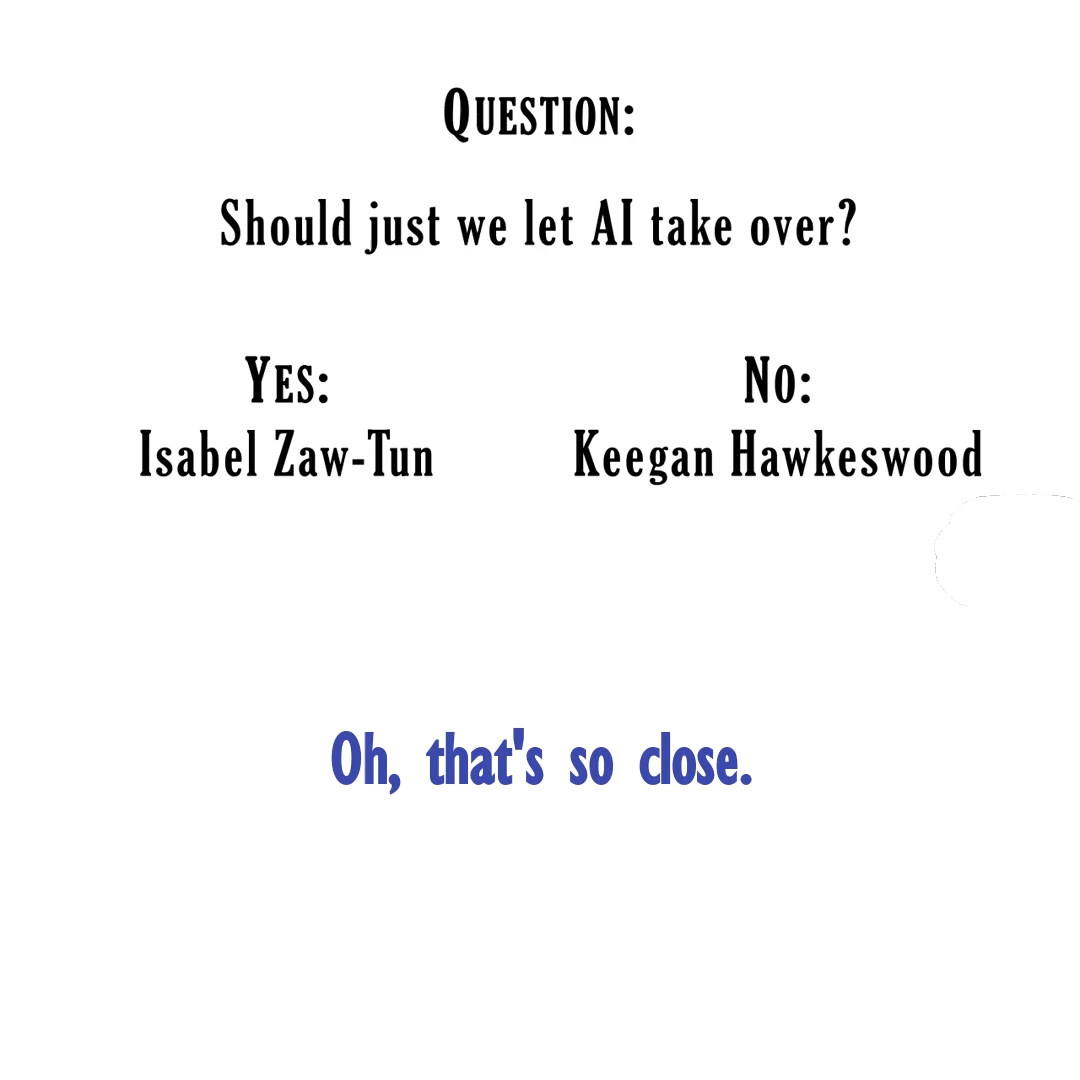 QUESTION:
Should just we let AI take over?
YES:
No:
Isabel Zaw-Tun
Keegan Hawkeswood
Oh, that's so close.